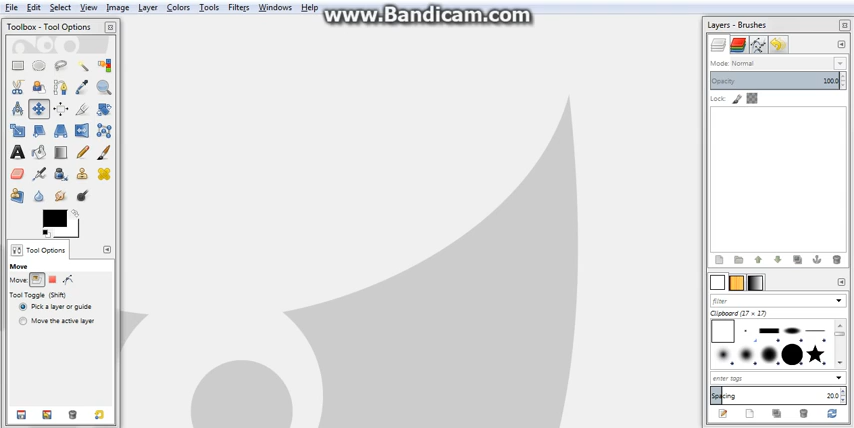 File Edit Select View Image Layer Colors Tools Filters Windows Help
www.Bandicam.com
Toolbox - Tool Options
Tool Options
Move
Move:
Tool Toggle (Shift)
Pick a layer or guide
Move the active layer
Layers - Brushes
Mode: Normal
Opacity 100.0
Lock:
filter
Clipboard (17 × 17)
enter tags
Spacing 20.0